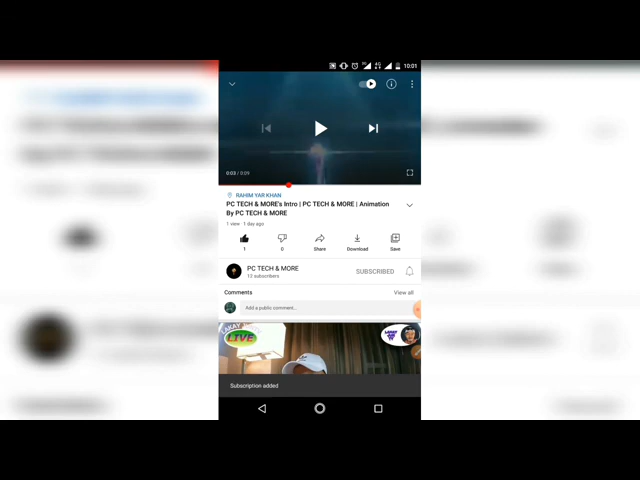 10:01
0:03 / 0:09
RAHIM YAR KHAN
PC TECH & MORE's Intro | PC TECH & MORE | Animation
By PC TECH & MORE
1 view · 1 day ago
1
0
Share
Download
Save
PC TECH & MORE
SUBSCRIBED
Comments
View all
Add a public comment...
LIVE
Subscription added